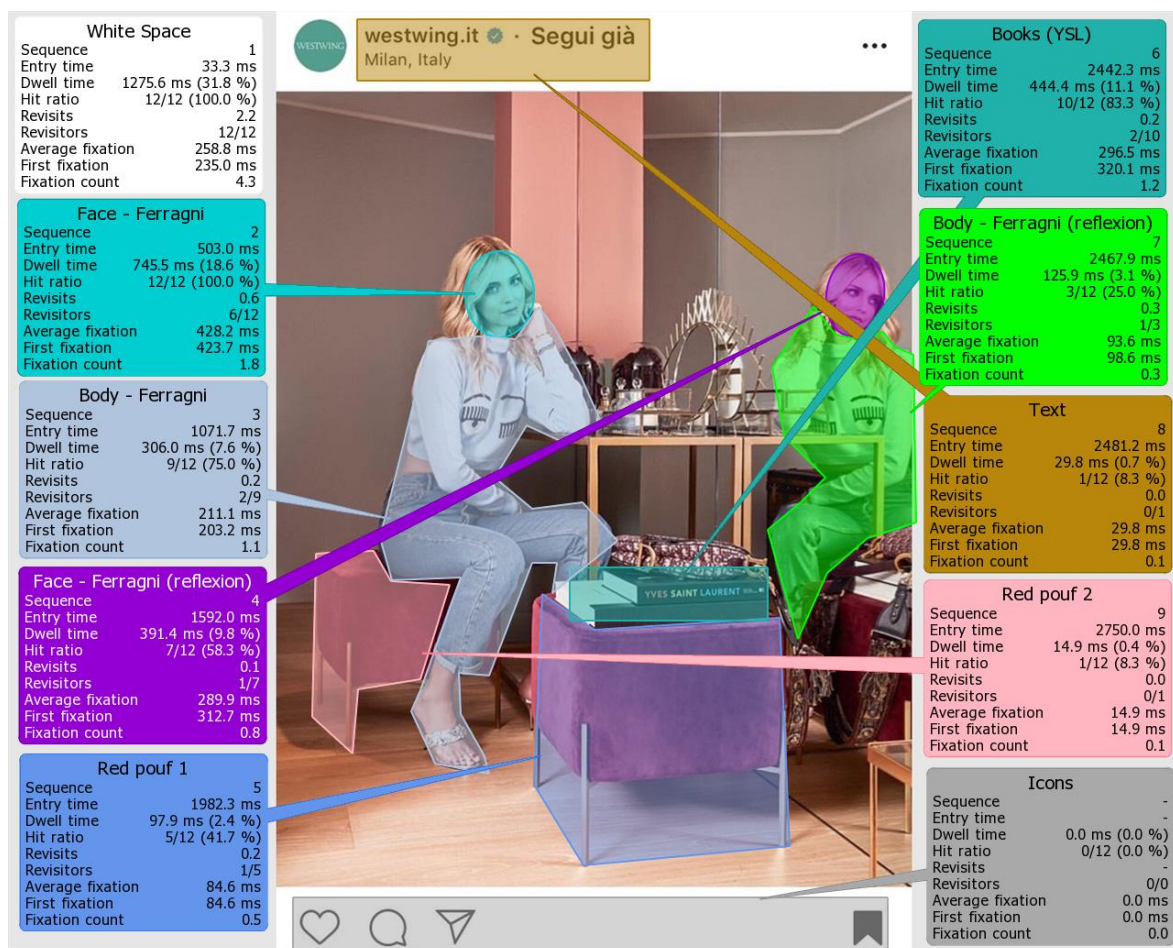 White Space
Sequence 1
Entry time 33.3 ms
Dwell time 1275.6 ms (31.8 %)
Hit ratio 12/12 (100.0 %)
Revisits 2.2
Revisitors 12/12
Average fixation 258.8 ms
First fixation 235.0 ms
Fixation count 4.3
Face - Ferragni
Sequence 2
Entry time 503.0 ms
Dwell time 745.5 ms (18.6 %)
Hit ratio 12/12 (100.0 %)
Revisits 0.6
Revisitors 6/12
Average fixation 428.2 ms
First fixation 423.7 ms
Fixation count 1.8
Body - Ferragni
Sequence 3
Entry time 1071.7 ms
Dwell time 306.0 ms (7.6 %)
Hit ratio 9/12 (75.0 %)
Revisits 0.2
Revisitors 2/9
Average fixation 211.1 ms
First fixation 203.2 ms
Fixation count 1.1
Face - Ferragni (reflexion)
Sequence 4
Entry time 1592.0 ms
Dwell time 391.4 ms (9.8 %)
Hit ratio 7/12 (58.3 %)
Revisits 0.1
Revisitors 1/7
Average fixation 289.9 ms
First fixation 312.7 ms
Fixation count 0.8
Red pouf 1
Sequence 5
Entry time 1982.3 ms
Dwell time 97.9 ms (2.4 %)
Hit ratio 5/12 (41.7 %)
Revisits 0.2
Revisitors 1/5
Average fixation 84.6 ms
First fixation 84.6 ms
Fixation count 0.5
WESTWING
westwing.it · Segui già
Milan, Italy
YVES SAINT LAURENT
Books (YSL)
Sequence 6
Entry time 2442.3 ms
Dwell time 444.4 ms (11.1 %)
Hit ratio 10/12 (83.3 %)
Revisits 0.2
Revisitors 2/10
Average fixation 296.5 ms
First fixation 320.1 ms
Fixation count 1.2
Body - Ferragni (reflexion)
Sequence 7
Entry time 2467.9 ms
Dwell time 125.9 ms (3.1 %)
Hit ratio 3/12 (25.0 %)
Revisits 0.3
Revisitors 1/3
Average fixation 93.6 ms
First fixation 98.6 ms
Fixation count 0.3
Text
Sequence 8
Entry time 2481.2 ms
Dwell time 29.8 ms (0.7 %)
Hit ratio 1/12 (8.3 %)
Revisits 0.0
Revisitors 0/1
Average fixation 29.8 ms
First fixation 29.8 ms
Fixation count 0.1
Red pouf 2
Sequence 9
Entry time 2750.0 ms
Dwell time 14.9 ms (0.4 %)
Hit ratio 1/12 (8.3 %)
Revisits 0.0
Revisitors 0/1
Average fixation 14.9 ms
First fixation 14.9 ms
Fixation count 0.1
Icons
Sequence -
Entry time -
Dwell time 0.0 ms (0.0 %)
Hit ratio 0/12 (0.0 %)
Revisits -
Revisitors 0/0
Average fixation 0.0 ms
First fixation 0.0 ms
Fixation count 0.0